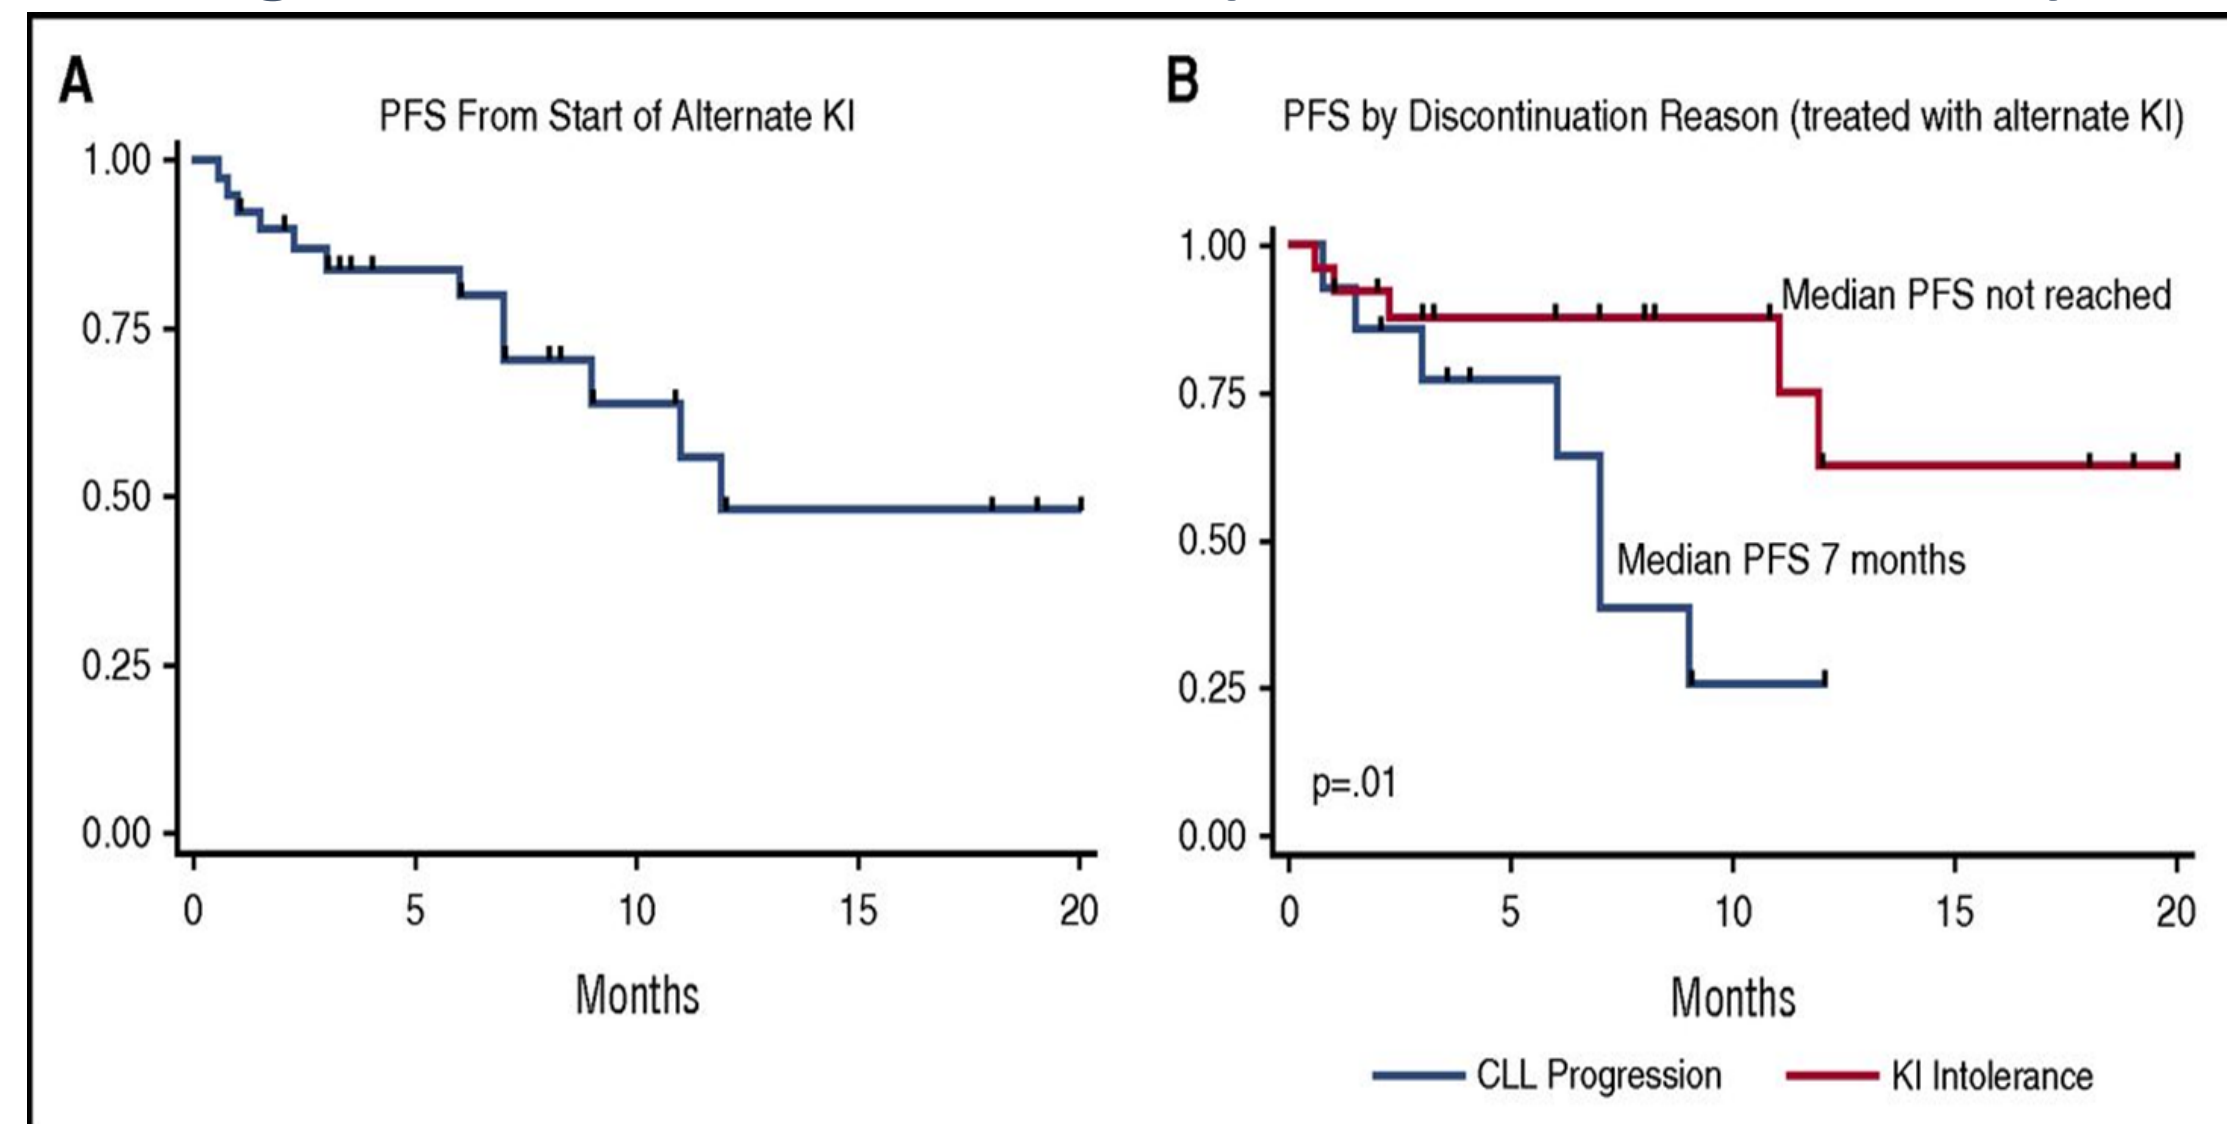 A
PFS From Start of Alternate KI
1.00
0.75
0.50
0.25
0.00
0 5 10 15 20
Months
B
PFS by Discontinuation Reason (treated with alternate KI)
1.00
0.75
0.50
0.25
0.00
Median PFS not reached
Median PFS 7 months
p=.01
0 5 10 15 20
Months
CLL Progression KI Intolerance